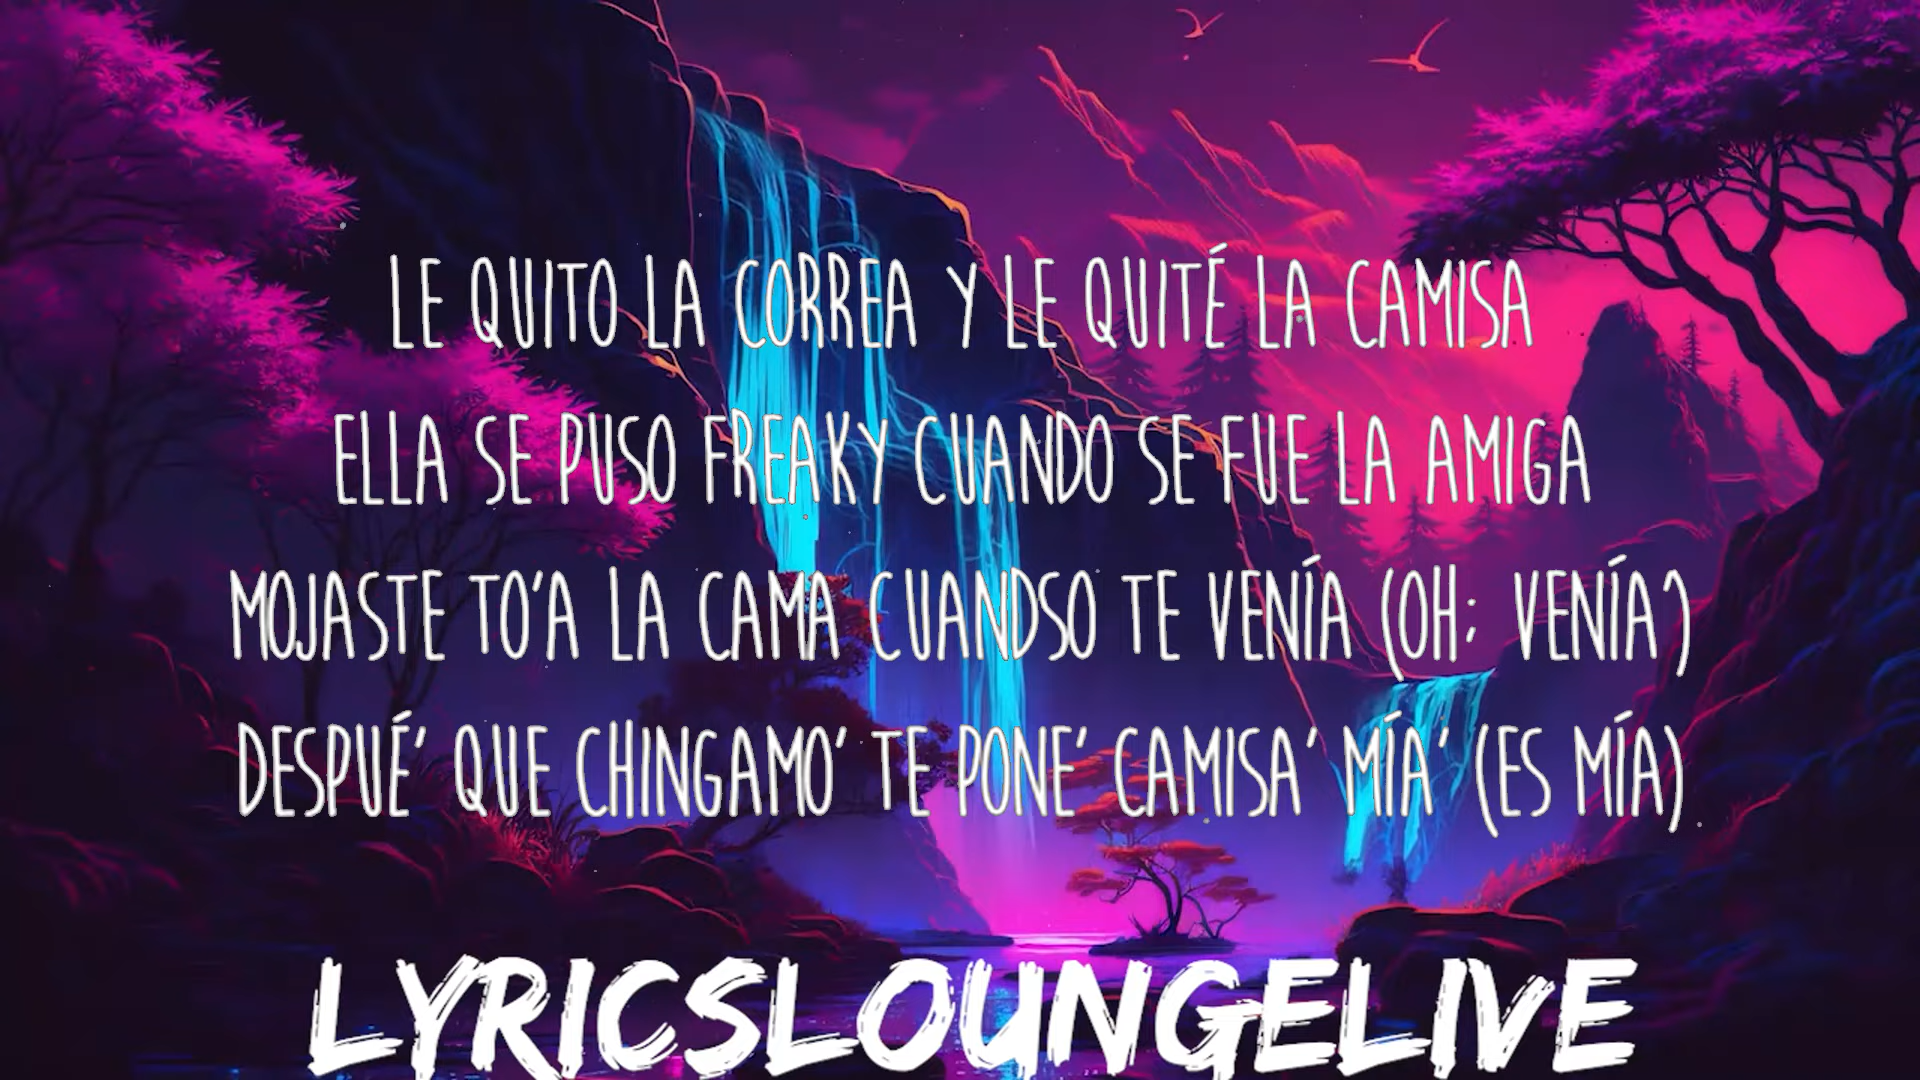 LE QUITO LA CORREA Y LE QUITÉ LA CAMISA
ELLA SE PUSO FREAKY CUANDO SE FUE LA AMIGA
MOJASTE TO'A LA CAMA CUANDSO TE VENÍA (OH; VENÍA')
DESPUÉ' QUE CHINGAMO' TE PONE' CAMISA' MÍA' (ES MÍA)
LYRICSLOUNGELIVE